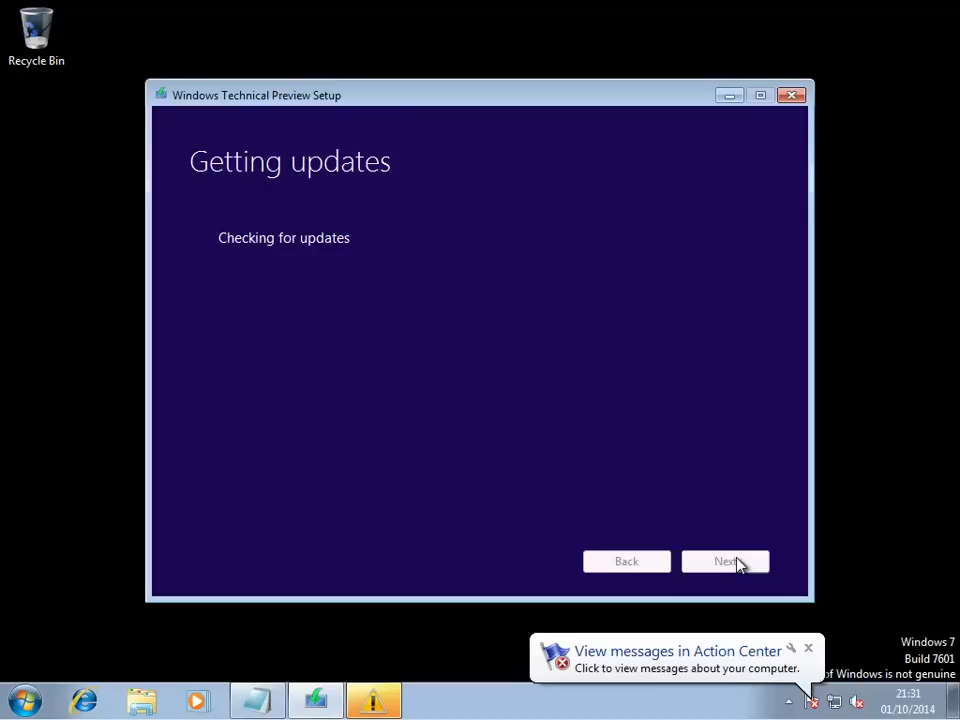 Recycle Bin
Windows Technical Preview Setup
Getting updates
Checking for updates
Back
Next
Windows 7
Build 7601
of Windows is not genuine
View messages in Action Center
Click to view messages about your computer.
21:31
01/10/2014